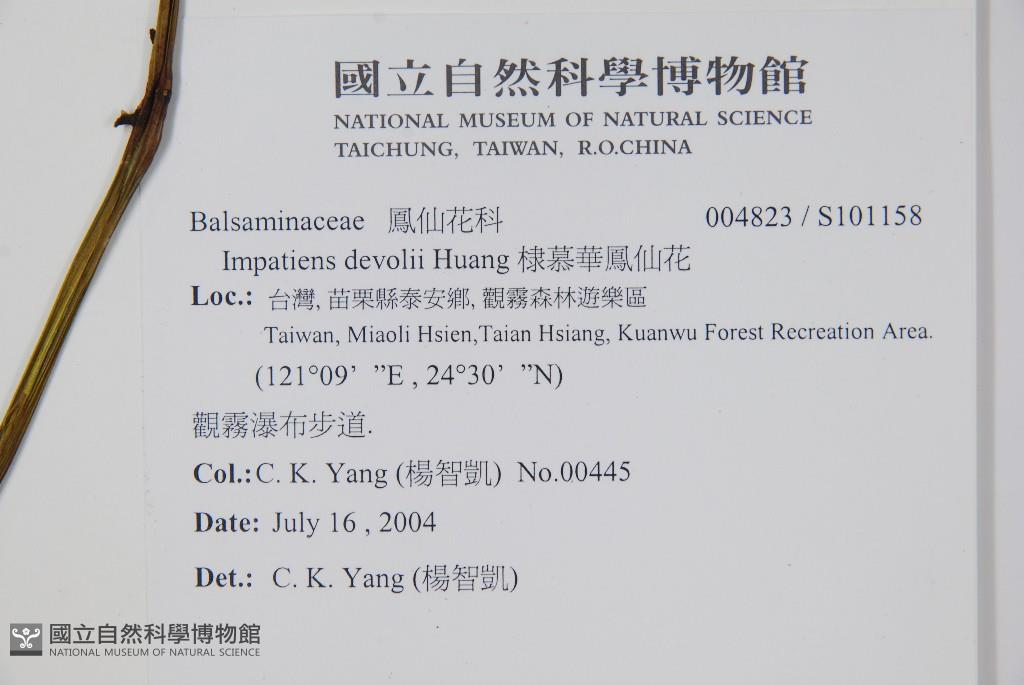 國立自然科學博物館
NATIONAL MUSEUM OF NATURAL SCIENCE
TAICHUNG, TAIWAN, R.O.CHINA
Balsaminaceae 鳳仙花科 004823 / S101158
Impatiens devolii Huang 棣慕華鳳仙花
Loc.: 台灣, 苗栗縣泰安鄉, 觀霧森林遊樂區
Taiwan, Miaoli Hsien,Taian Hsiang, Kuanwu Forest Recreation Area.
(121°09’ ”E , 24°30’ ”N)
觀霧瀑布步道.
Col.: C. K. Yang (楊智凱) No.00445
Date: July 16 , 2004
Det.: C. K. Yang (楊智凱)
國立自然科學博物館
NATIONAL MUSEUM OF NATURAL SCIENCE